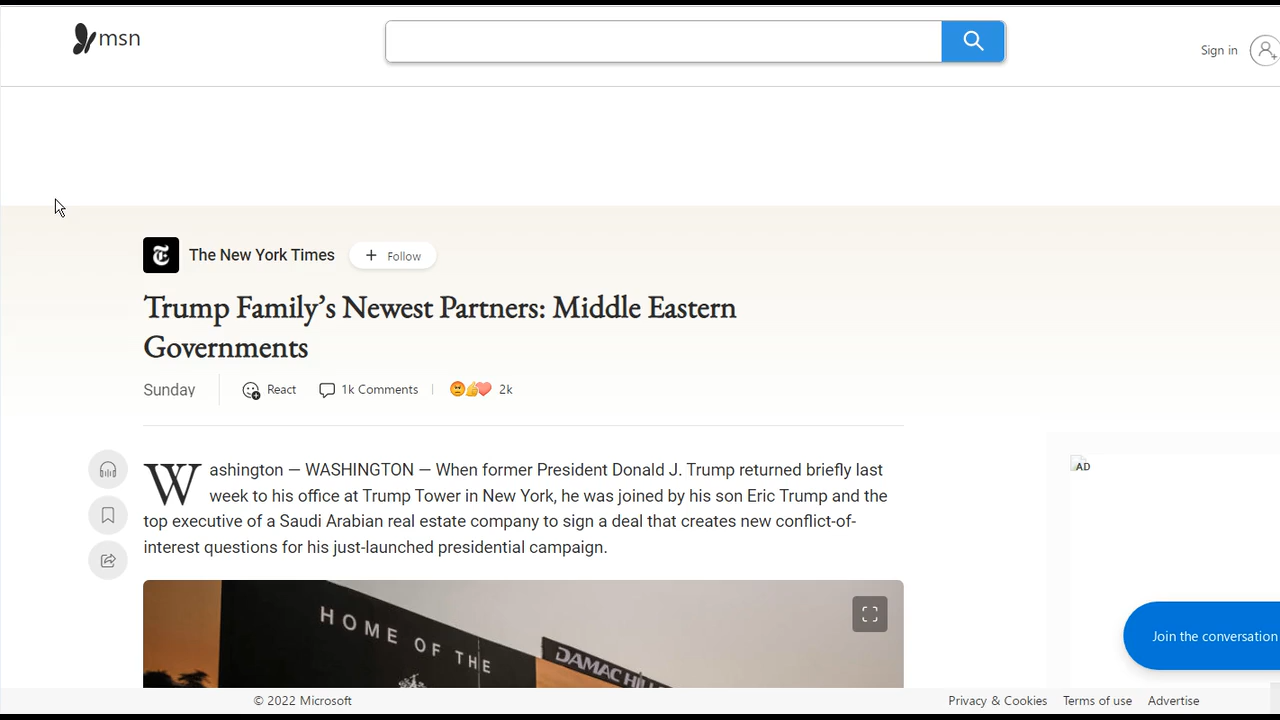 msn
Sign in
The New York Times
Follow
Trump Family’s Newest Partners: Middle Eastern
Governments
Sunday
React
1k Comments
2k
Washington — WASHINGTON — When former President Donald J. Trump returned briefly last
week to his office at Trump Tower in New York, he was joined by his son Eric Trump and the
top executive of a Saudi Arabian real estate company to sign a deal that creates new conflict-of-
interest questions for his just-launched presidential campaign.
AD
HOME OF THE
DAMAC HILLS
Join the conversation
© 2022 Microsoft
Privacy & Cookies
Terms of use
Advertise